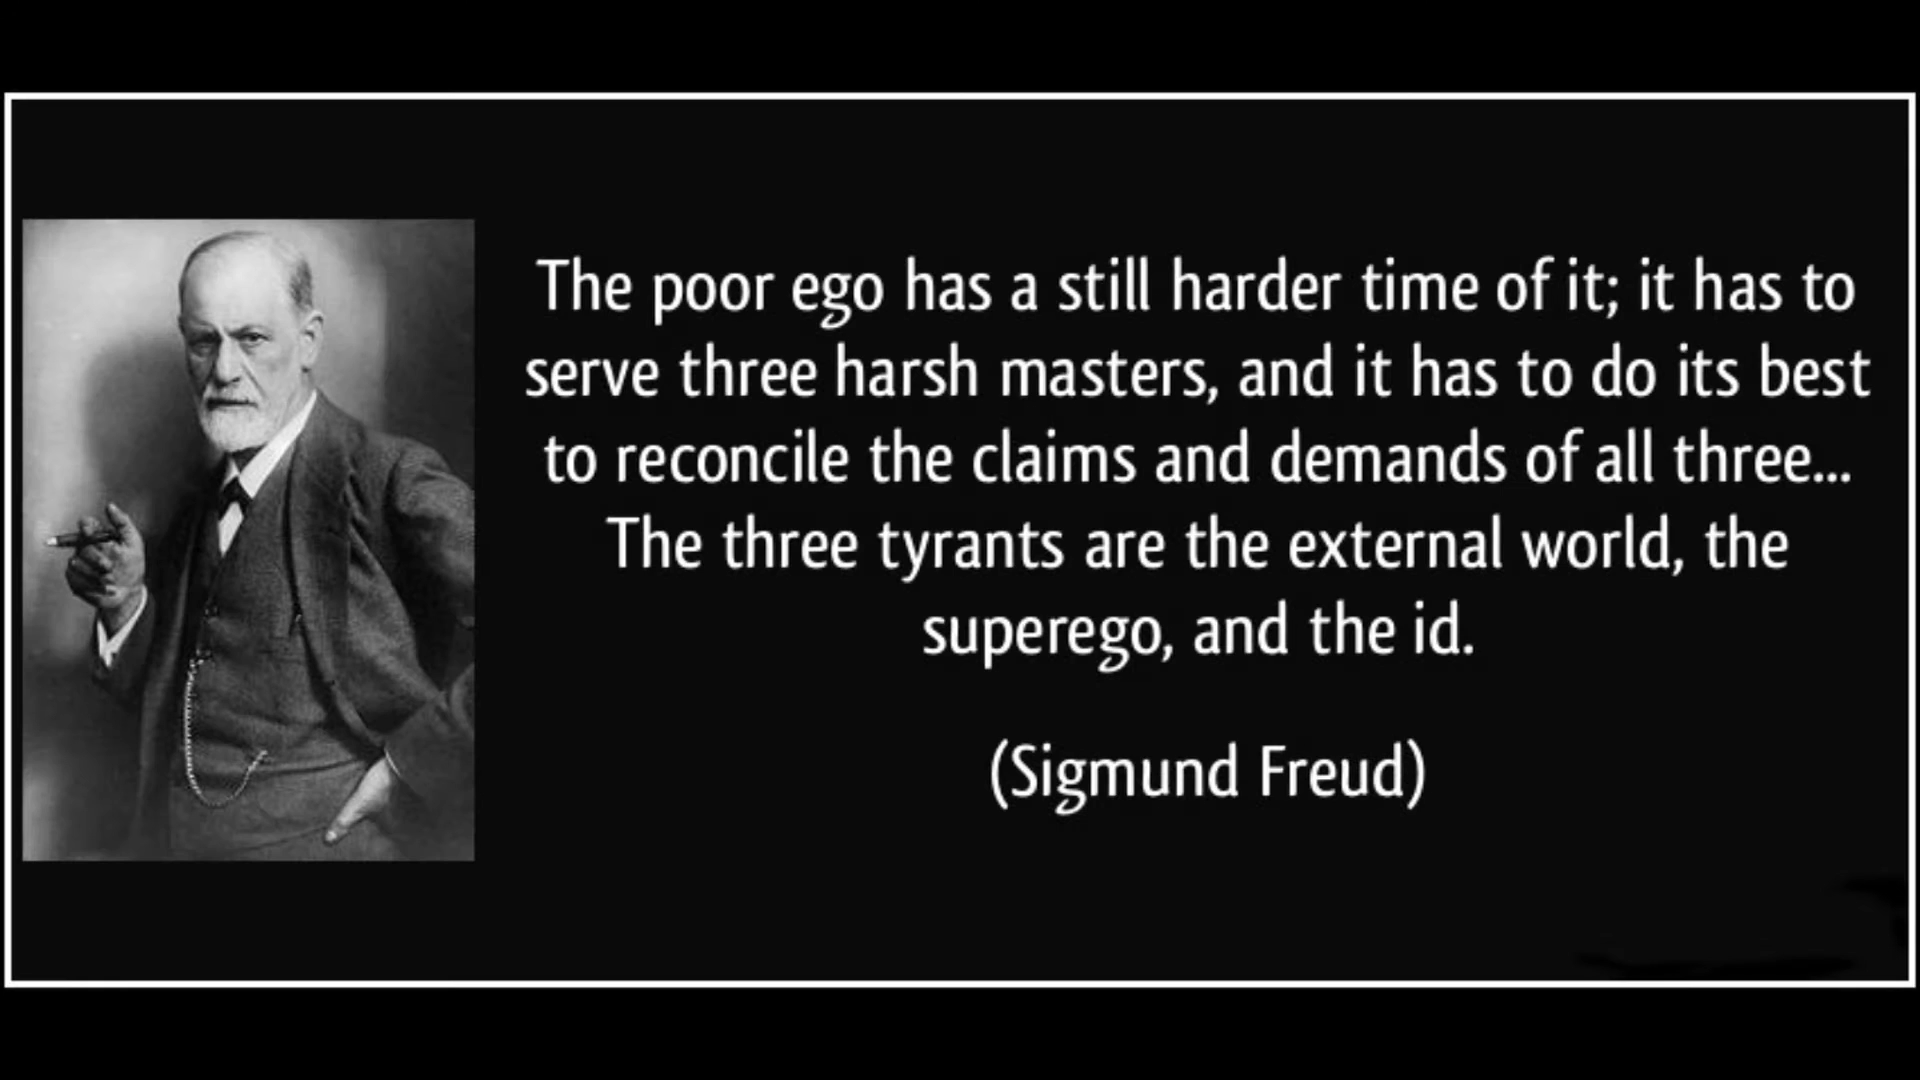 The poor ego has a still harder time of it; it has to
serve three harsh masters, and it has to do its best
to reconcile the claims and demands of all three...
The three tyrants are the external world, the
superego, and the id.
(Sigmund Freud)